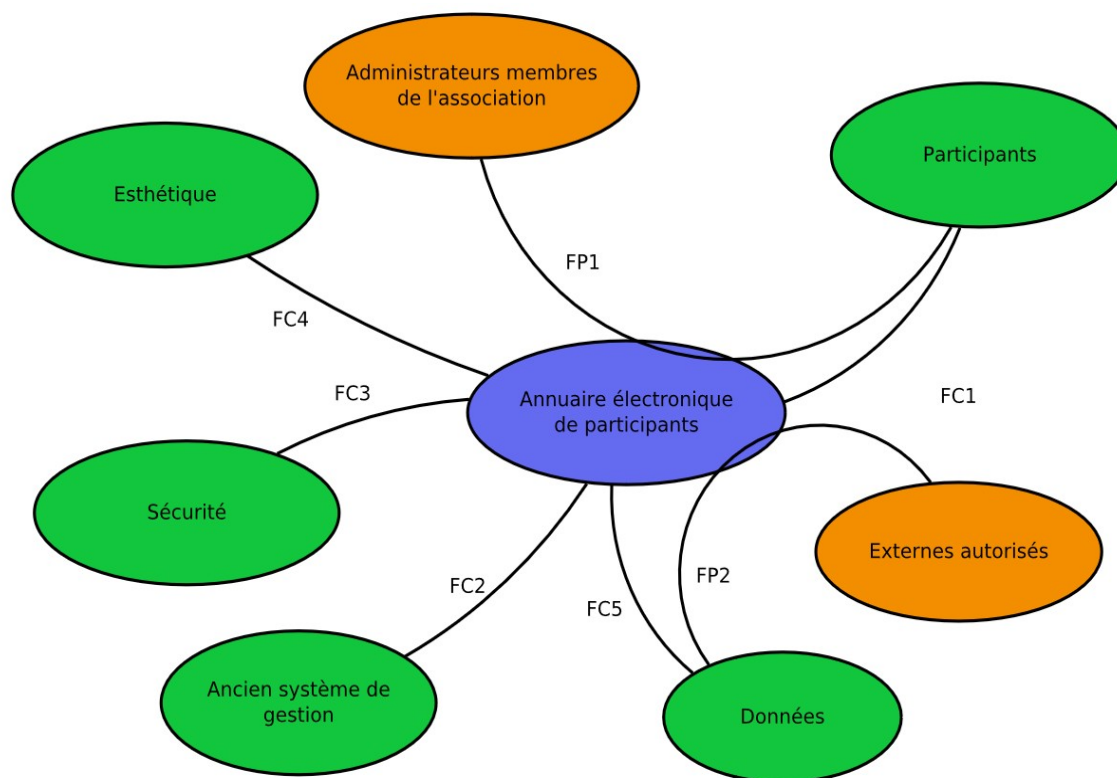 Administrateurs membres
de l'association
Participants
Esthétique
FP1
FC4
FC3
FC1
Annuaire électronique
de participants
Sécurité
Externes autorisés
FP2
FC2
FC5
Ancien système de
gestion
Données